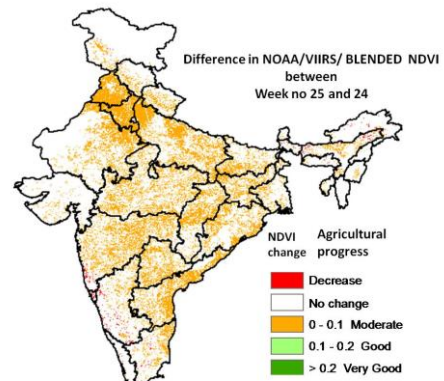 Difference in NOAA/VIIRS/ BLENDED NDVI
between
Week no 25 and 24
NDVI change
Agricultural progress
Decrease
No change
0 - 0.1 Moderate
0.1 - 0.2 Good
> 0.2 Very Good